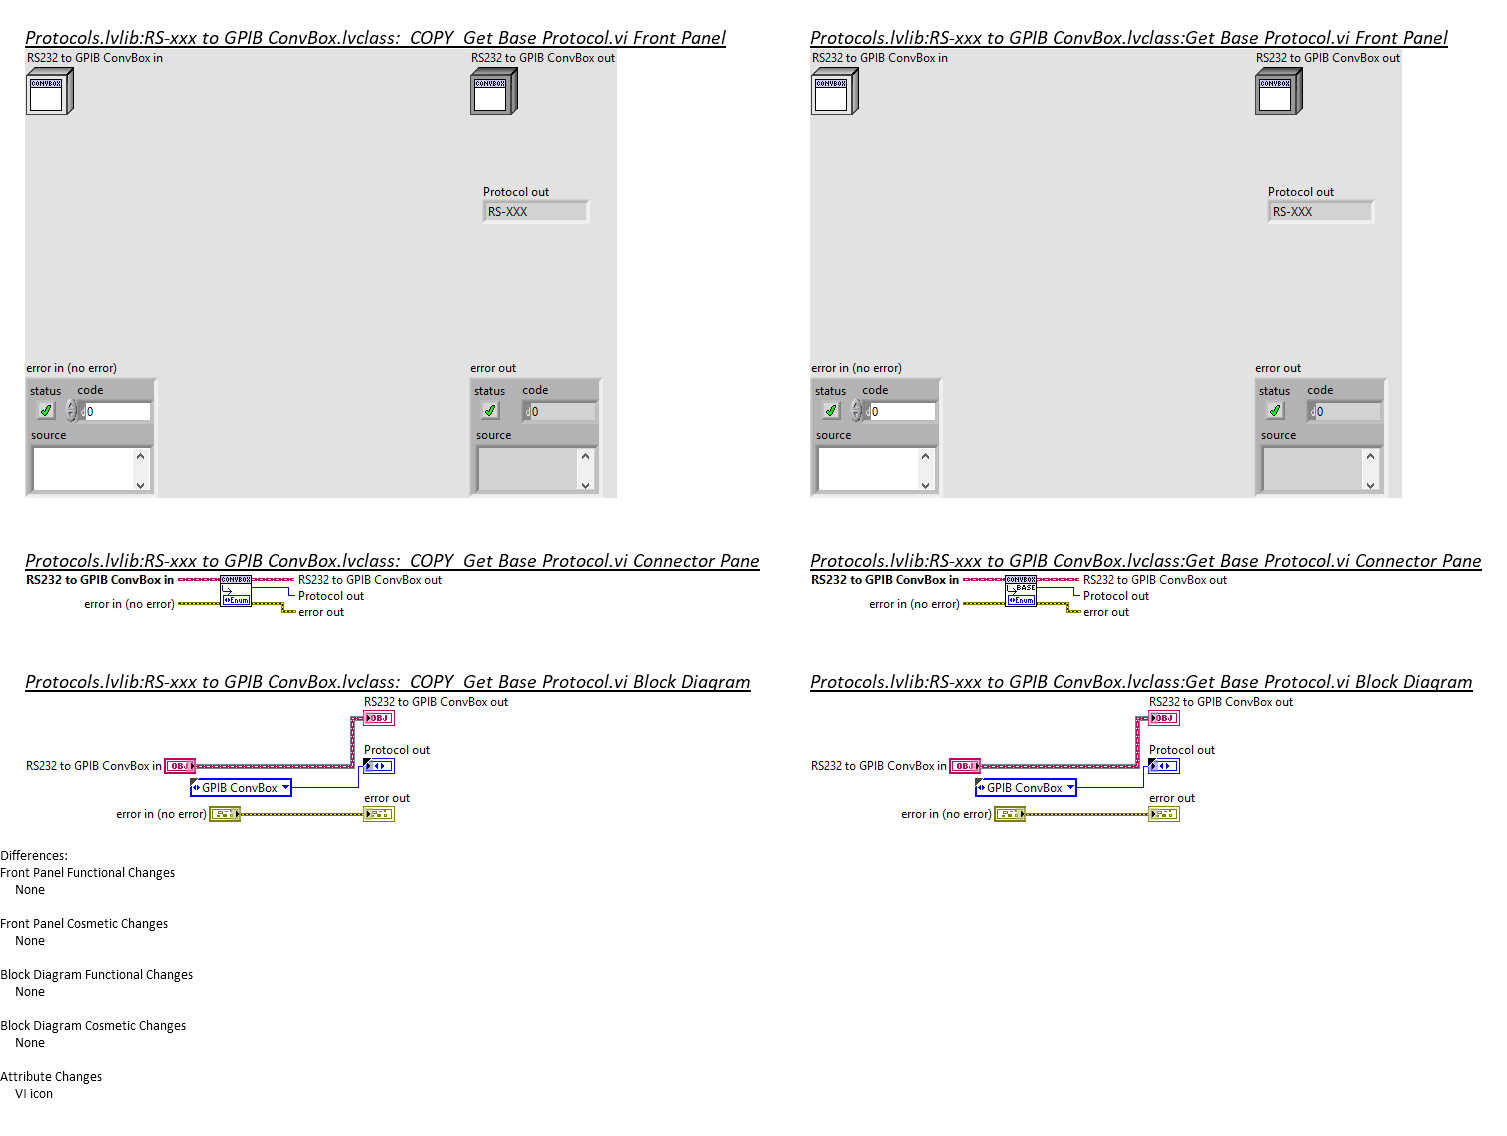 Protocols.lvlib:RS-xxx to GPIB ConvBox.lvclass:_COPY_Get Base Protocol.vi Front Panel
RS232 to GPIB ConvBox in
RS232 to GPIB ConvBox out
CONVBOX
CONVBOX
Protocol out
RS-XXX
error in (no error)
error out
status code
d 0
source
status code
d 0
source
Protocols.lvlib:RS-xxx to GPIB ConvBox.lvclass:Get Base Protocol.vi Front Panel
RS232 to GPIB ConvBox in
RS232 to GPIB ConvBox out
CONVBOX
CONVBOX
Protocol out
RS-XXX
error in (no error)
error out
status code
d 0
source
status code
d 0
source
Protocols.lvlib:RS-xxx to GPIB ConvBox.lvclass:_COPY_Get Base Protocol.vi Connector Pane
RS232 to GPIB ConvBox in
CONVBOX
Enum
RS232 to GPIB ConvBox out
Protocol out
error in (no error)
error out
Protocols.lvlib:RS-xxx to GPIB ConvBox.lvclass:Get Base Protocol.vi Connector Pane
RS232 to GPIB ConvBox in
CONVBOX
BASE
Enum
RS232 to GPIB ConvBox out
Protocol out
error in (no error)
error out
Protocols.lvlib:RS-xxx to GPIB ConvBox.lvclass:_COPY_Get Base Protocol.vi Block Diagram
RS232 to GPIB ConvBox out
OBJ
Protocol out
RS232 to GPIB ConvBox in OBJ
GPIB ConvBox
error out
error in (no error)
Protocols.lvlib:RS-xxx to GPIB ConvBox.lvclass:Get Base Protocol.vi Block Diagram
RS232 to GPIB ConvBox out
OBJ
Protocol out
RS232 to GPIB ConvBox in OBJ
GPIB ConvBox
error out
error in (no error)
Differences:
Front Panel Functional Changes
None
Front Panel Cosmetic Changes
None
Block Diagram Functional Changes
None
Block Diagram Cosmetic Changes
None
Attribute Changes
VI icon